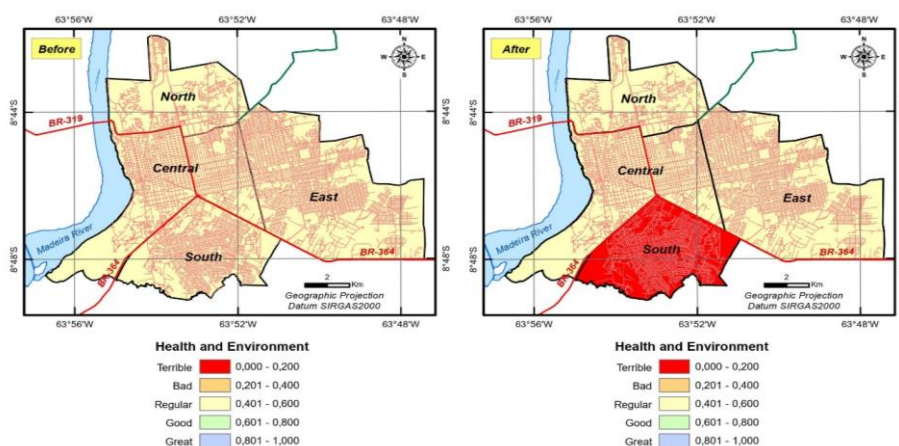 63°56'W 63°52'W 63°48'W
Before
N
W E
S
North
8°44'S
BR-319
Central
East
Madeira River
South
BR-364
8°48'S
BR-364
2
Km
Geographic Projection
Datum SIRGAS2000
63°56'W 63°52'W 63°48'W
Health and Environment
Terrible 0,000 - 0,200
Bad 0,201 - 0,400
Regular 0,401 - 0,600
Good 0,601 - 0,800
Great 0,801 - 1,000
63°56'W 63°52'W 63°48'W
After
N
W E
S
North
8°44'S
8°44'S
BR-319
Central
East
Madeira River
South
BR-364
8°48'S
8°48'S
BR-364
2
Km
Geographic Projection
Datum SIRGAS2000
63°56'W 63°52'W 63°48'W
Health and Environment
Terrible 0,000 - 0,200
Bad 0,201 - 0,400
Regular 0,401 - 0,600
Good 0,601 - 0,800
Great 0,801 - 1,000